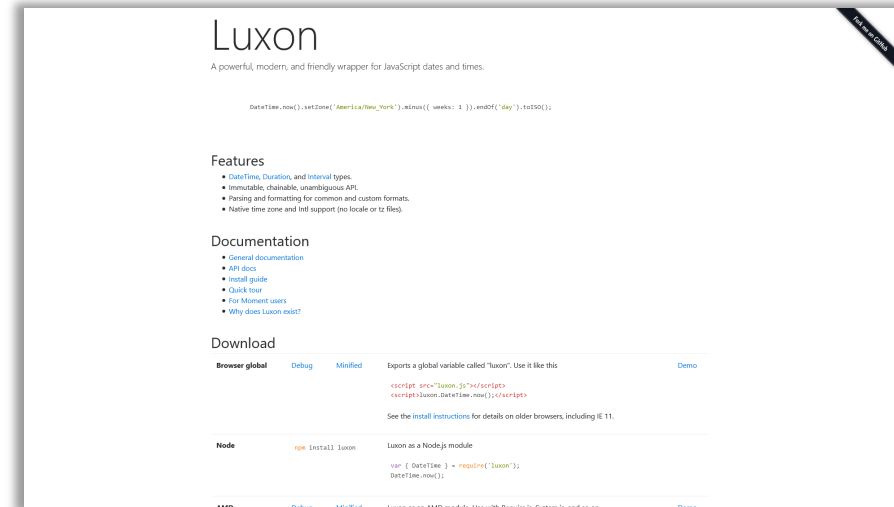 Luxon
Fork me on GitHub
A powerful, modern, and friendly wrapper for JavaScript dates and times.
DateTime.now().setZone('America/New_York').minus({ weeks: 1 }).endOf('day').toISO();
Features
DateTime, Duration, and Interval types.
Immutable, chainable, unambiguous API.
Parsing and formatting for common and custom formats.
Native time zone and Intl support (no locale or tz files).
Documentation
General documentation
API docs
Install guide
Quick tour
For Moment users
Why does Luxon exist?
Download
Browser global Debug Minified Exports a global variable called "luxon". Use it like this Demo
<script src="luxon.js"></script>
<script>luxon.DateTime.now();</script>
See the install instructions for details on older browsers, including IE 11.
Node npm install luxon Luxon as a Node.js module
var { DateTime } = require('luxon');
DateTime.now();